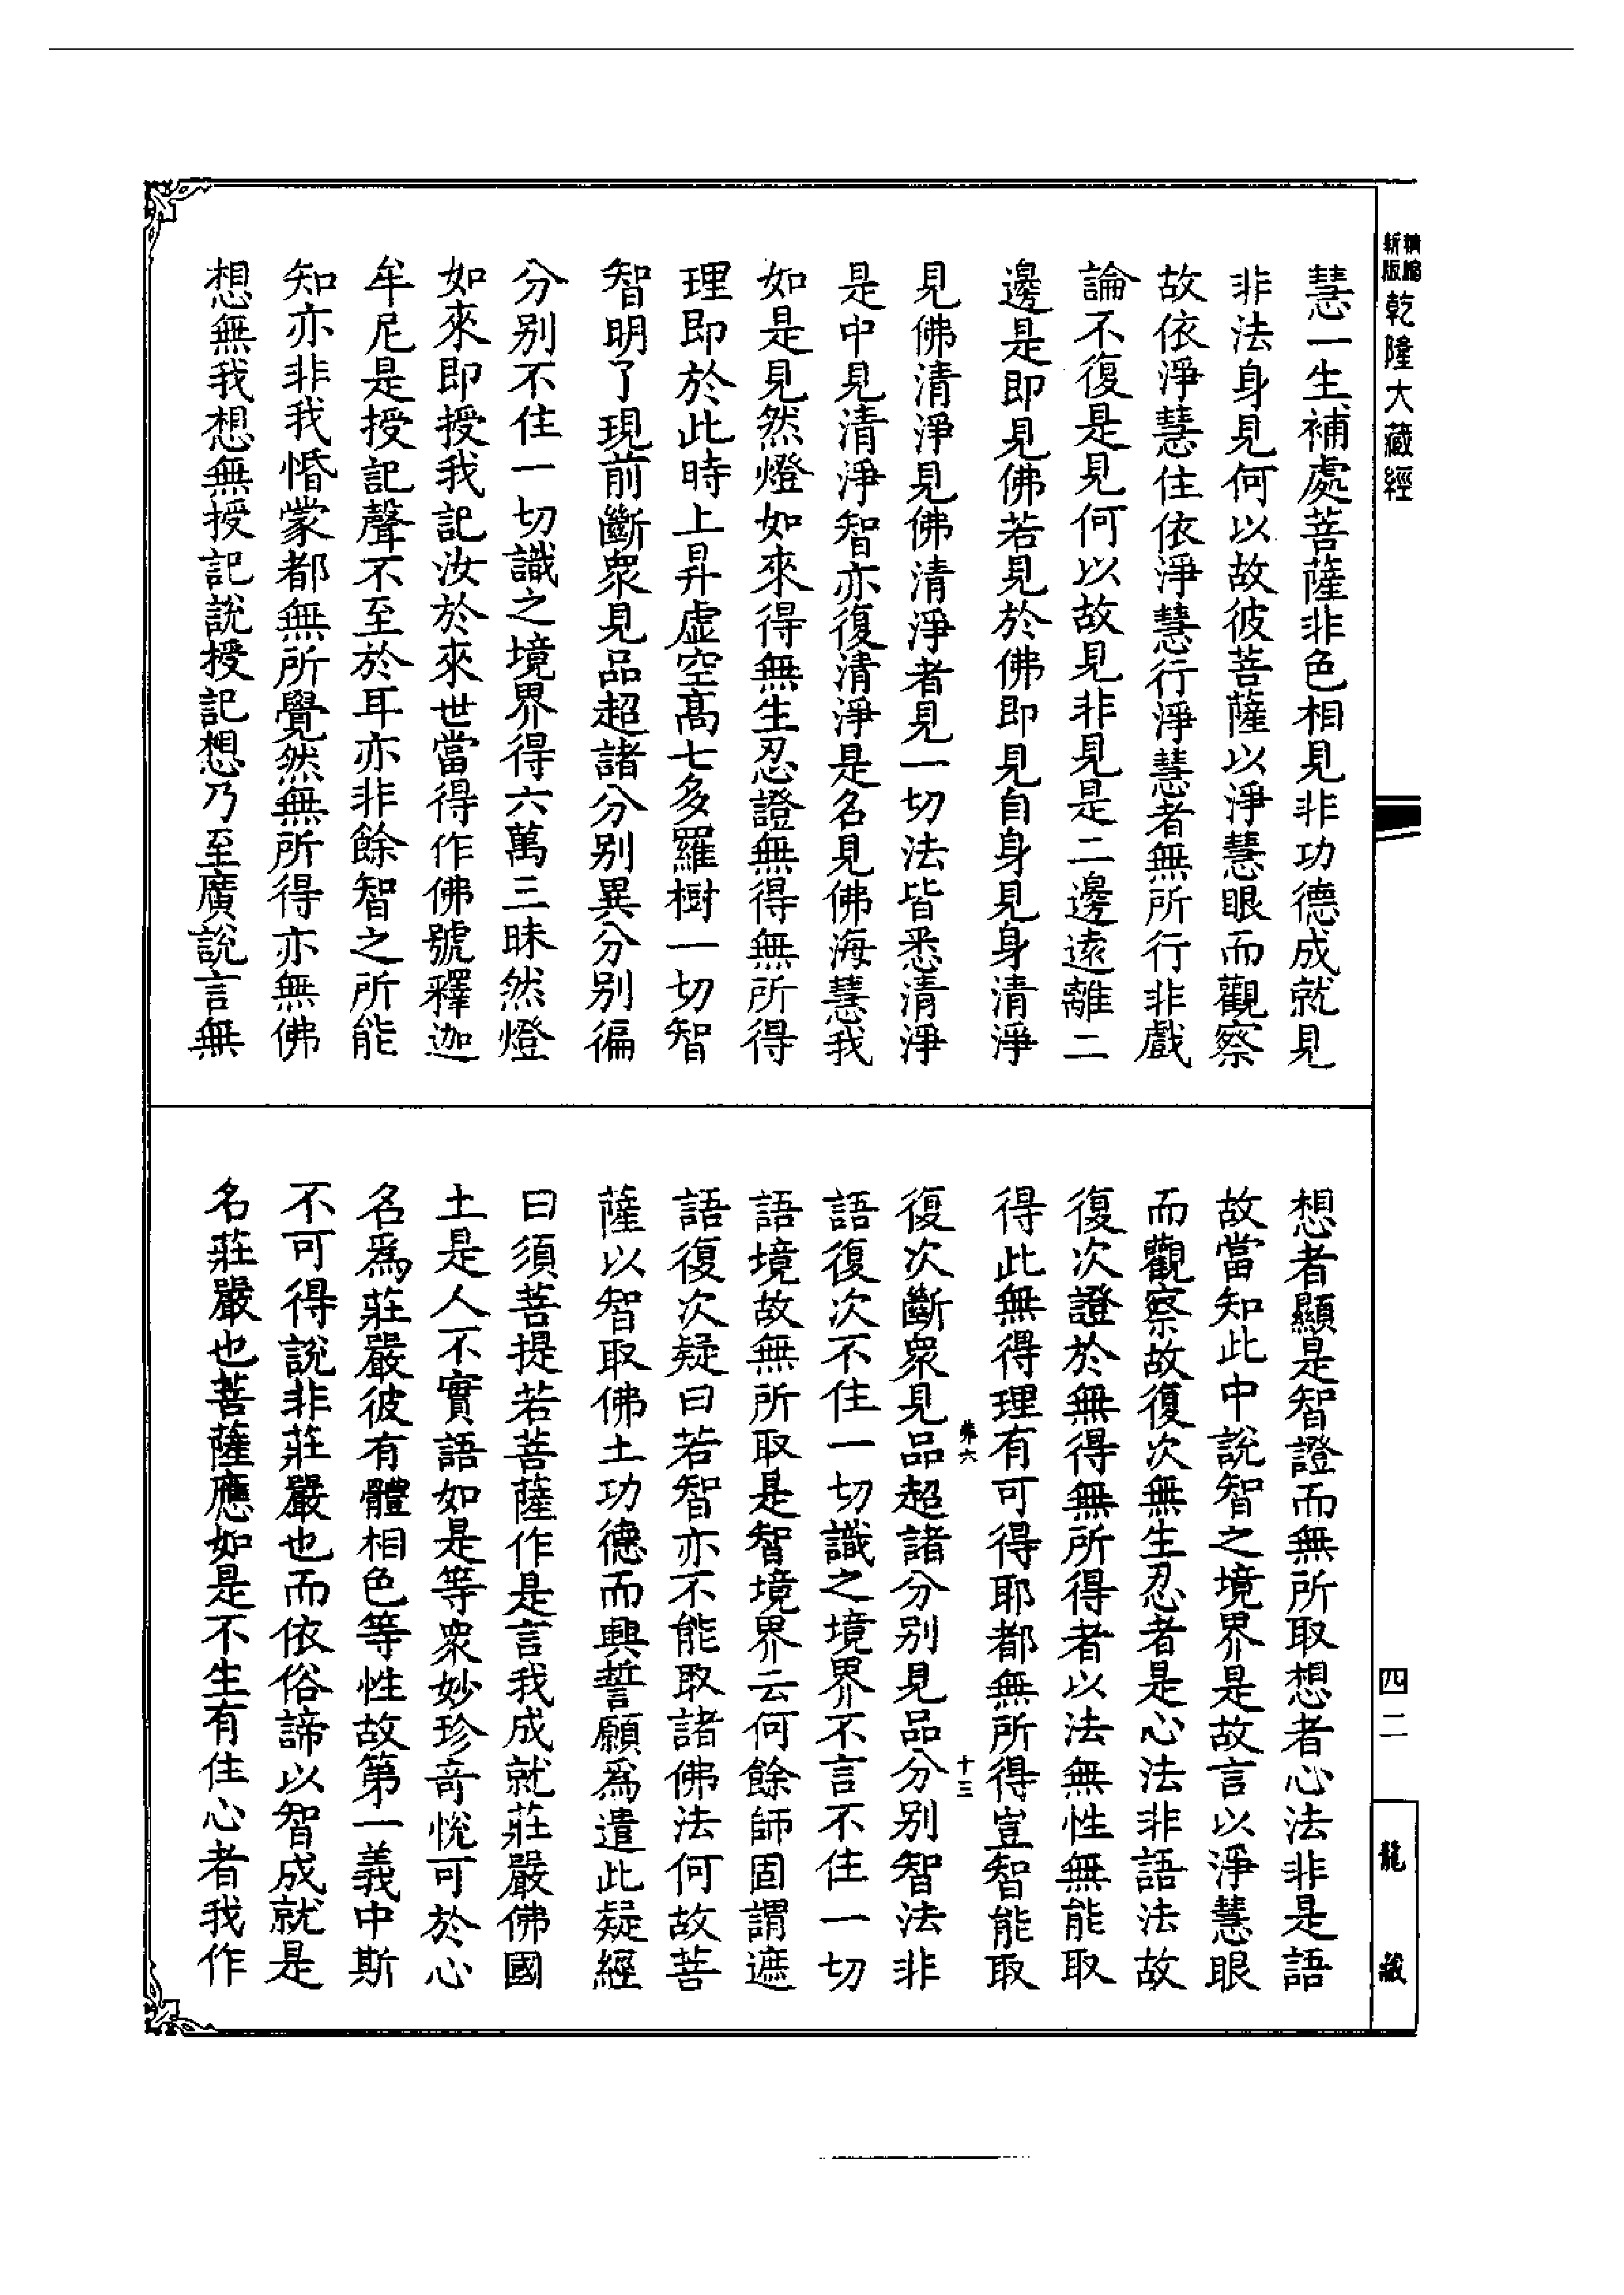 精縮新版乾隆大藏經
慧一生補處菩薩非色相見非功德成就見
非法身見何以故彼菩薩以淨慧眼而觀察
故依淨慧住依淨慧行淨慧者無所行非戲
論不復是見何以故見非見是二邊遠離二
邊是即見佛若見於佛即見自身見身清淨
見佛清淨見佛清淨者見一切法皆悉清淨
是中見清淨智亦復清淨是名見佛海慧我
如是見然燈如來得無生忍證無得無所得
理即於此時上昇虛空高七多羅樹一切智
智明了現前斷眾見品超諸分别異分别徧
分别不住一切識之境界得六萬三昧然燈
如來即授我記汝於來世當得作佛號釋迦
牟尼是授記聲不至於耳亦非餘智之所能
知亦非我惛蒙都無所覺然無所得亦無佛
想無我想無授記說授記想乃至廣說言無
想者顯是智證而無所取想者心法非是語
故當知此中說智之境界是故言以淨慧眼
而觀察故復次無生忍者是心法非語法故
復次證於無得無所得者以法無性無能取
得此無得理有可得耶都無所得豈智能取
復次斷眾見品超諸分别見品分别智法非
語復次不住一切識之境界不言不住一切
語境故無所取是智境界云何餘師固謂遮
語復次疑曰若智亦不能取諸佛法何故菩
薩以智取佛土功德而興誓願爲遣此疑經
曰須菩提若菩薩作是言我成就莊嚴佛國
土是人不實語如是等眾妙珍奇悅可於心
名爲莊嚴彼有體相色等性故第一義中斯
不可得說非莊嚴也而依俗諦以智成就是
名莊嚴也菩薩應如是不生有住心者我作
十三
四二
龍藏